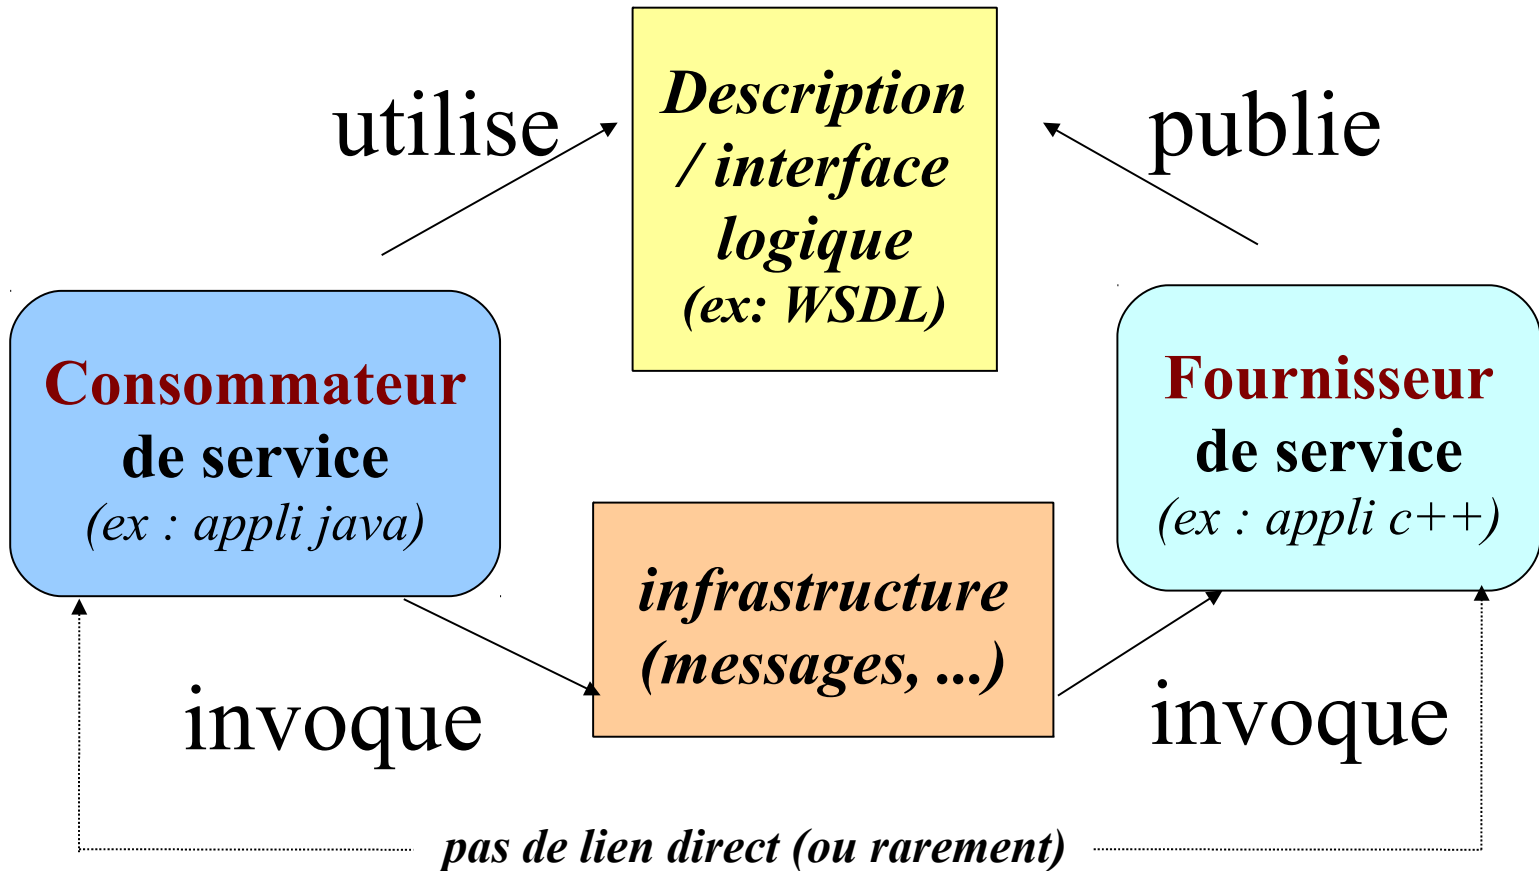 utilise
Description
/ interface
logique
(ex: WSDL)
publie
Consommateur
de service
(ex : appli java)
Fournisseur
de service
(ex : appli c++)
infrastructure
(messages, ...)
invoque
invoque
pas de lien direct (ou rarement)